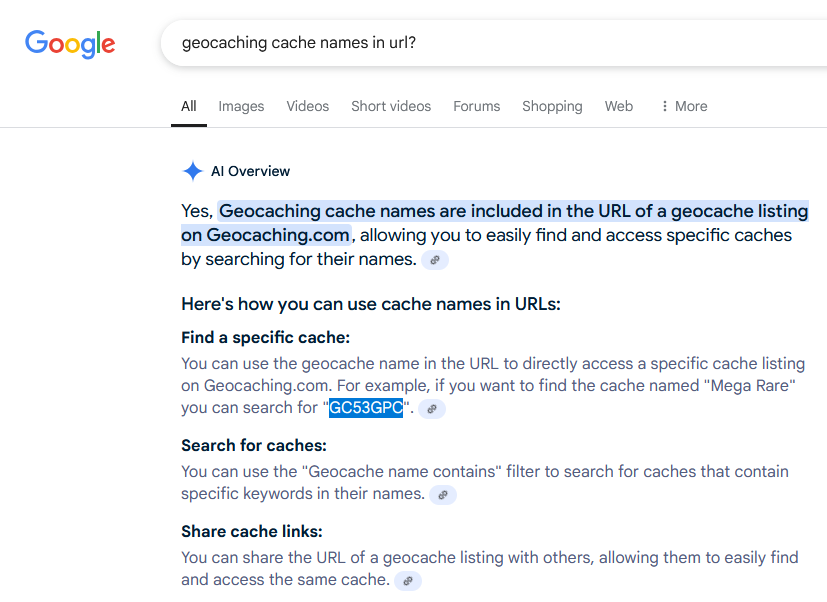 Google
geocaching cache names in url?
All Images Videos Short videos Forums Shopping Web More
AI Overview
Yes, Geocaching cache names are included in the URL of a geocache listing
on Geocaching.com, allowing you to easily find and access specific caches
by searching for their names.
Here's how you can use cache names in URLs:
Find a specific cache:
You can use the geocache name in the URL to directly access a specific cache listing
on Geocaching.com. For example, if you want to find the cache named "Mega Rare"
you can search for "GC53GPC".
Search for caches:
You can use the "Geocache name contains" filter to search for caches that contain
specific keywords in their names.
Share cache links:
You can share the URL of a geocache listing with others, allowing them to easily find
and access the same cache.